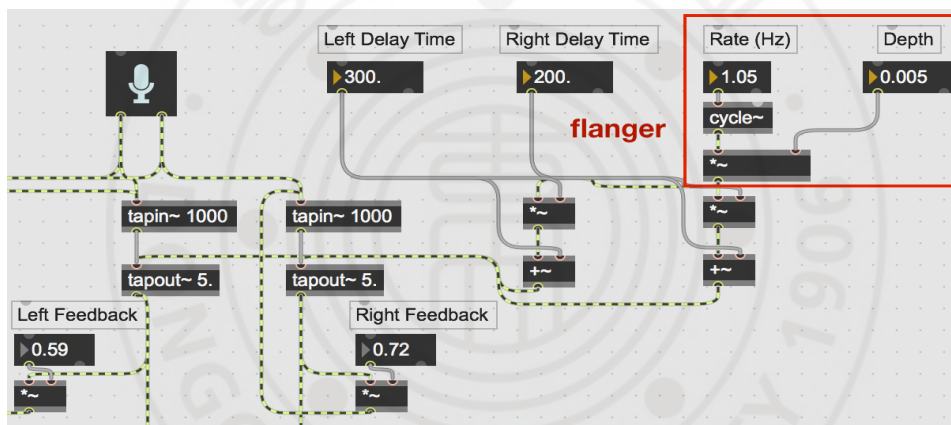 Left Delay Time
Right Delay Time
Rate (Hz)
Depth
300.
200.
1.05
0.005
flanger
cycle~
*~
tapin~ 1000
tapin~ 1000
*~
*~
tapout~ 5.
tapout~ 5.
+~
+~
Left Feedback
Right Feedback
0.59
0.72
*~
*~
1906